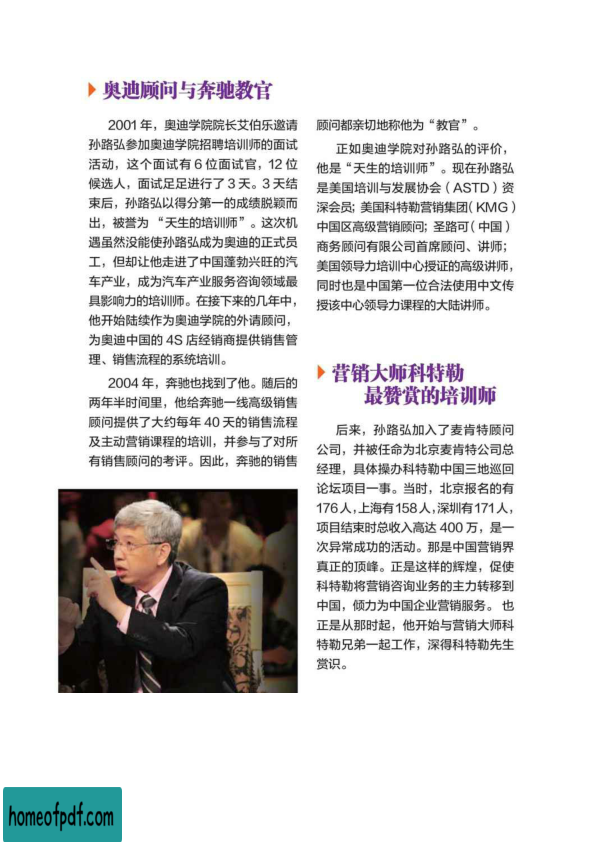 奥迪顾问与奔驰教官
2001 年，奥迪学院院长艾伯乐邀请
孙路弘参加奥迪学院招聘培训师的面试
活动，这个面试有 6 位面试官，12 位
候选人，面试足足进行了 3 天。3 天结
束后，孙路弘以得分第一的成绩脱颖而
出，被誉为 “天生的培训师”。这次机
遇虽然没能使孙路弘成为奥迪的正式员
工，但却让他走进了中国蓬勃兴旺的汽
车产业，成为汽车产业服务咨询领域最
具影响力的培训师。在接下来的几年中，
他开始陆续作为奥迪学院的外请顾问，
为奥迪中国的 4S 店经销商提供销售管
理、销售流程的系统培训。
2004 年，奔驰也找到了他。随后的
两年半时间里，他给奔驰一线高级销售
顾问提供了大约每年 40 天的销售流程
及主动营销课程的培训，并参与了对所
有销售顾问的考评。因此，奔驰的销售
顾问都亲切地称他为“教官”。
正如奥迪学院对孙路弘的评价，
他是“天生的培训师”。现在孙路弘
是美国培训与发展协会（ASTD）资
深会员；美国科特勒营销集团（KMG）
中国区高级营销顾问；圣路可（中国）
商务顾问有限公司首席顾问、讲师；
美国领导力培训中心授证的高级讲师，
同时也是中国第一位合法使用中文传
授该中心领导力课程的大陆讲师。
营销大师科特勒
最赞赏的培训师
后来，孙路弘加入了麦肯特顾问
公司，并被任命为北京麦肯特公司总
经理，具体操办科特勒中国三地巡回
论坛项目一事。当时，北京报名的有
176人，上海有158人，深圳有171人，
项目结束时总收入高达 400 万，是一
次异常成功的活动。那是中国营销界
真正的顶峰。正是这样的辉煌，促使
科特勒将营销咨询业务的主力转移到
中国，倾力为中国企业营销服务。 也
正是从那时起，他开始与营销大师科
特勒兄弟一起工作，深得科特勒先生
赏识。
homeofpdf.com